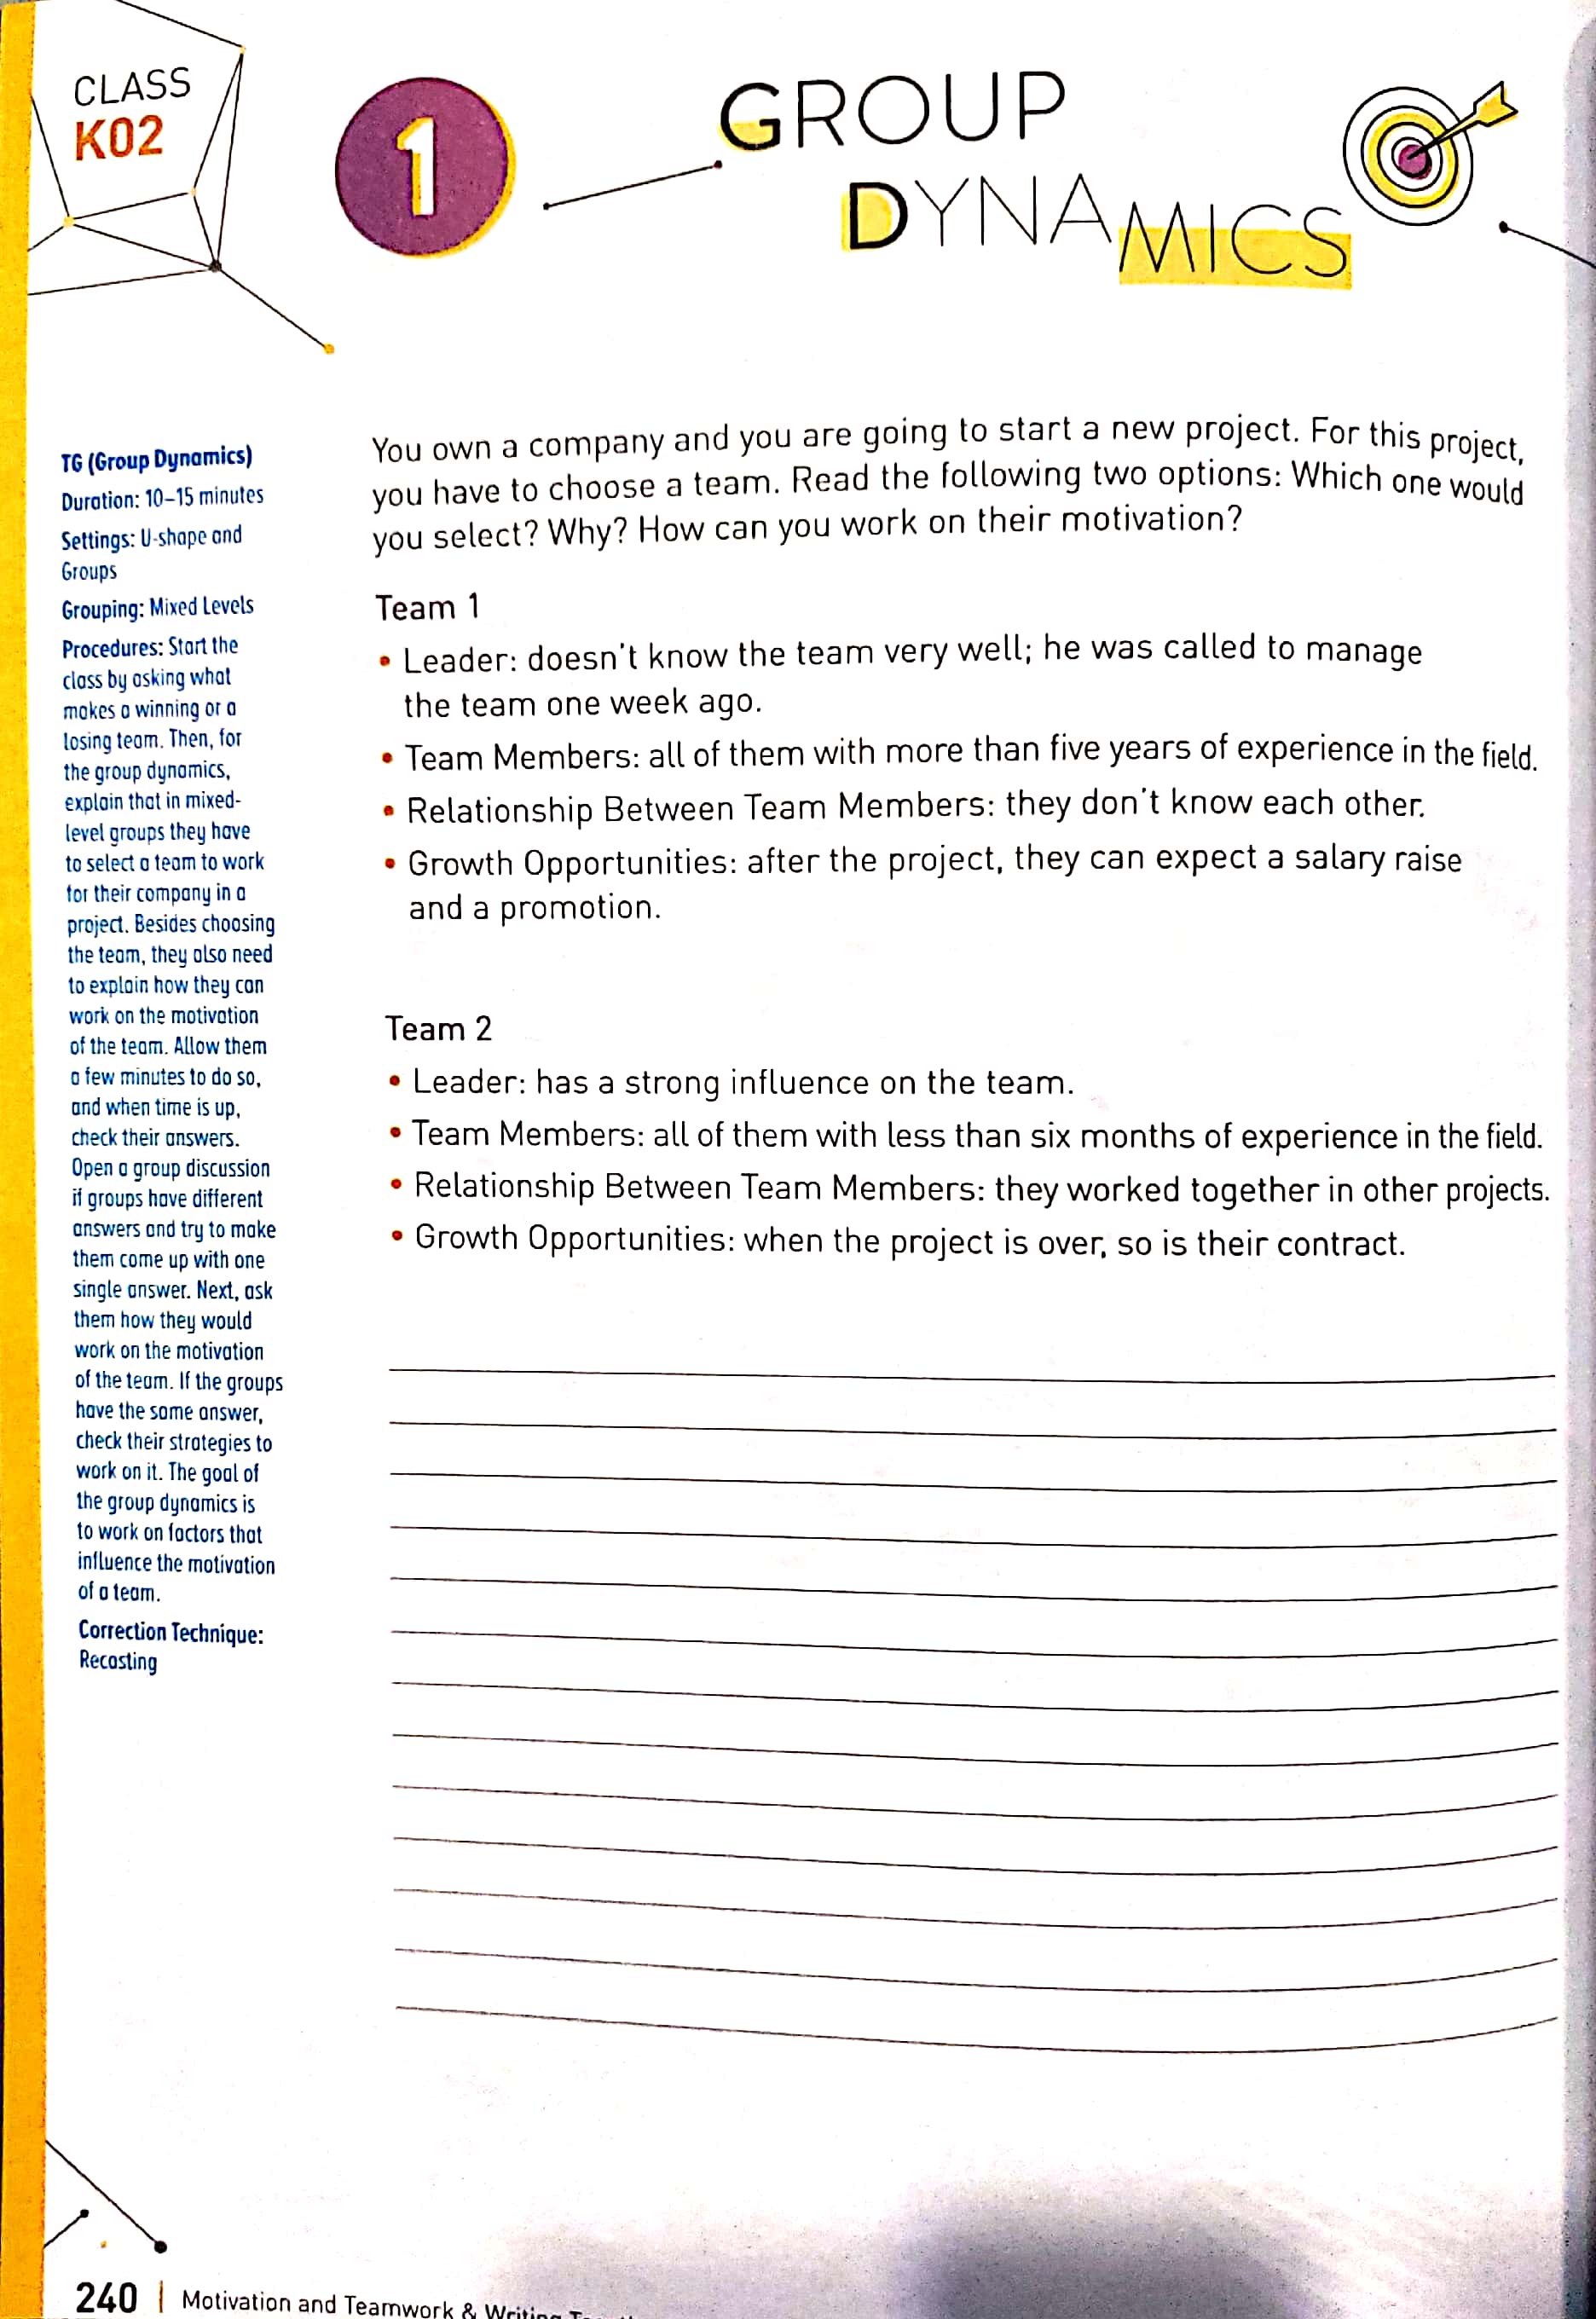 CLASS
K02
1
GROUP
DYNAMICS
TG (Group Dynamics)
Duration: 10–15 minutes
Settings: U-shape and
Groups
Grouping: Mixed Levels
Procedures: Start the
class by asking what
makes a winning or a
losing team. Then, for
the group dynamics,
explain that in mixed-
level groups they have
to select a team to work
for their company in a
project. Besides choosing
the team, they also need
to explain how they can
work on the motivation
of the team. Allow them
a few minutes to do so,
and when time is up,
check their answers.
Open a group discussion
if groups have different
answers and try to make
them come up with one
single answer. Next, ask
them how they would
work on the motivation
of the team. If the groups
have the same answer,
check their strategies to
work on it. The goal of
the group dynamics is
to work on factors that
influence the motivation
of a team.
Correction Technique:
Recasting
You own a company and you are going to start a new project. For this project,
you have to choose a team. Read the following two options: Which one would
you select? Why? How can you work on their motivation?
Team 1
• Leader: doesn't know the team very well; he was called to manage
the team one week ago.
• Team Members: all of them with more than five years of experience in the field.
• Relationship Between Team Members: they don't know each other.
• Growth Opportunities: after the project, they can expect a salary raise
and a promotion.
Team 2
• Leader: has a strong influence on the team.
• Team Members: all of them with less than six months of experience in the field.
• Relationship Between Team Members: they worked together in other projects.
• Growth Opportunities: when the project is over, so is their contract.
240 | Motivation and Teamwork & Writing